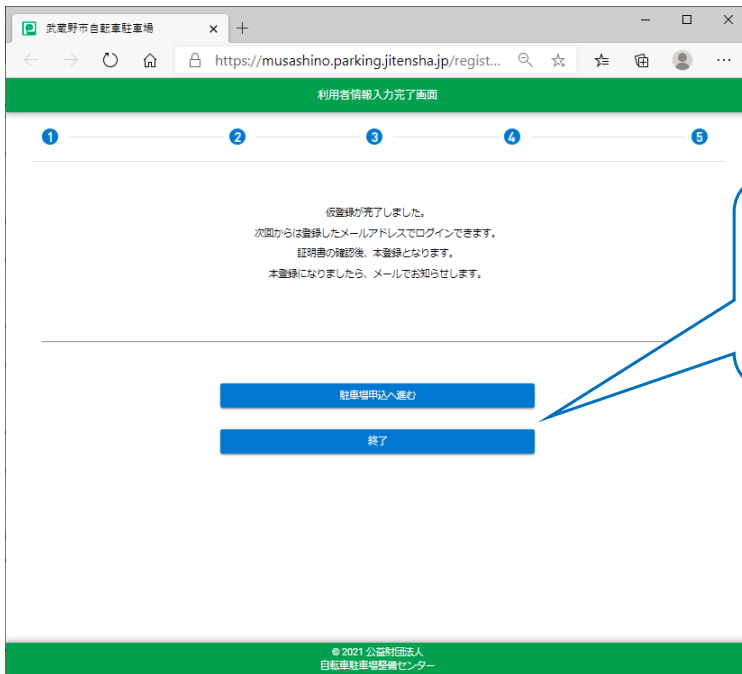 武蔵野市自転車駐車場
https://musashino.parking.jitensha.jp/regist...
利用者情報入力完了画面
1 2 3 4 5
仮登録が完了しました。
次回からは登録したメールアドレスでログインできます。
証明書の確認後、本登録となります。
本登録になりましたら、メールでお知らせします。
駐車場申込へ進む
終了
© 2021 公益財団法人
自転車駐車場整備センター